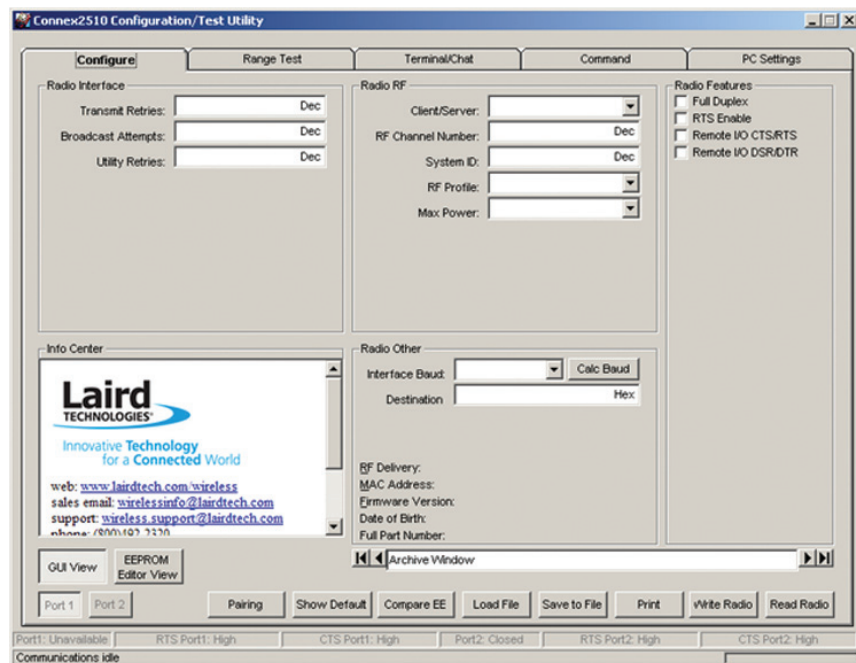 Connex2510 Configuration/Test Utility
Configure Range Test Terminal/Chat Command PC Settings
Radio Interface
Transmit Retries: Dec
Broadcast Attempts: Dec
Utility Retries: Dec
Radio RF
Client/Server:
RF Channel Number: Dec
System ID: Dec
RF Profile:
Max Power:
Radio Features
Full Duplex
RTS Enable
Remote I/O CTS/RTS
Remote I/O DSR/DTR
Info Center
Laird
TECHNOLOGIES®
Innovative Technology
for a Connected World
web: www.lairdtech.com/wireless
sales email: wirelessinfo@lairdtech.com
support: wireless.support@lairdtech.com
phone: (800)492-2320
Radio Other
Interface Baud: Calc Baud
Destination Hex
RF Delivery:
MAC Address:
Firmware Version:
Date of Birth:
Full Part Number:
Archive Window
GUI View
EEPROM
Editor View
Port 1 Port 2 Pairing Show Default Compare EE Load File Save to File Print Write Radio Read Radio
Port1: Unavailable RTS Port1: High CTS Port1: High Port2: Closed RTS Port2: High CTS Port2: High
Communications idle